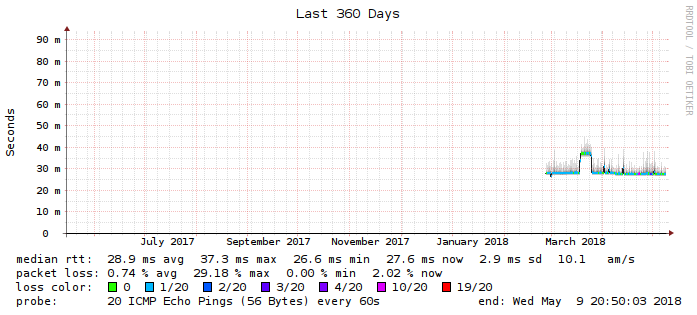 Last 360 Days
RRDTOOL / TOBI OETIKER
Seconds
90 m
80 m
70 m
60 m
50 m
40 m
30 m
20 m
10 m
0
July 2017 September 2017 November 2017 January 2018 March 2018
median rtt: 28.9 ms avg 37.3 ms max 26.6 ms min 27.6 ms now 2.9 ms sd 10.1 am/s
packet loss: 0.74 % avg 29.18 % max 0.00 % min 2.02 % now
loss color: 0 1/20 2/20 3/20 4/20 10/20 19/20
probe: 20 ICMP Echo Pings (56 Bytes) every 60s end: Wed May 9 20:50:03 2018